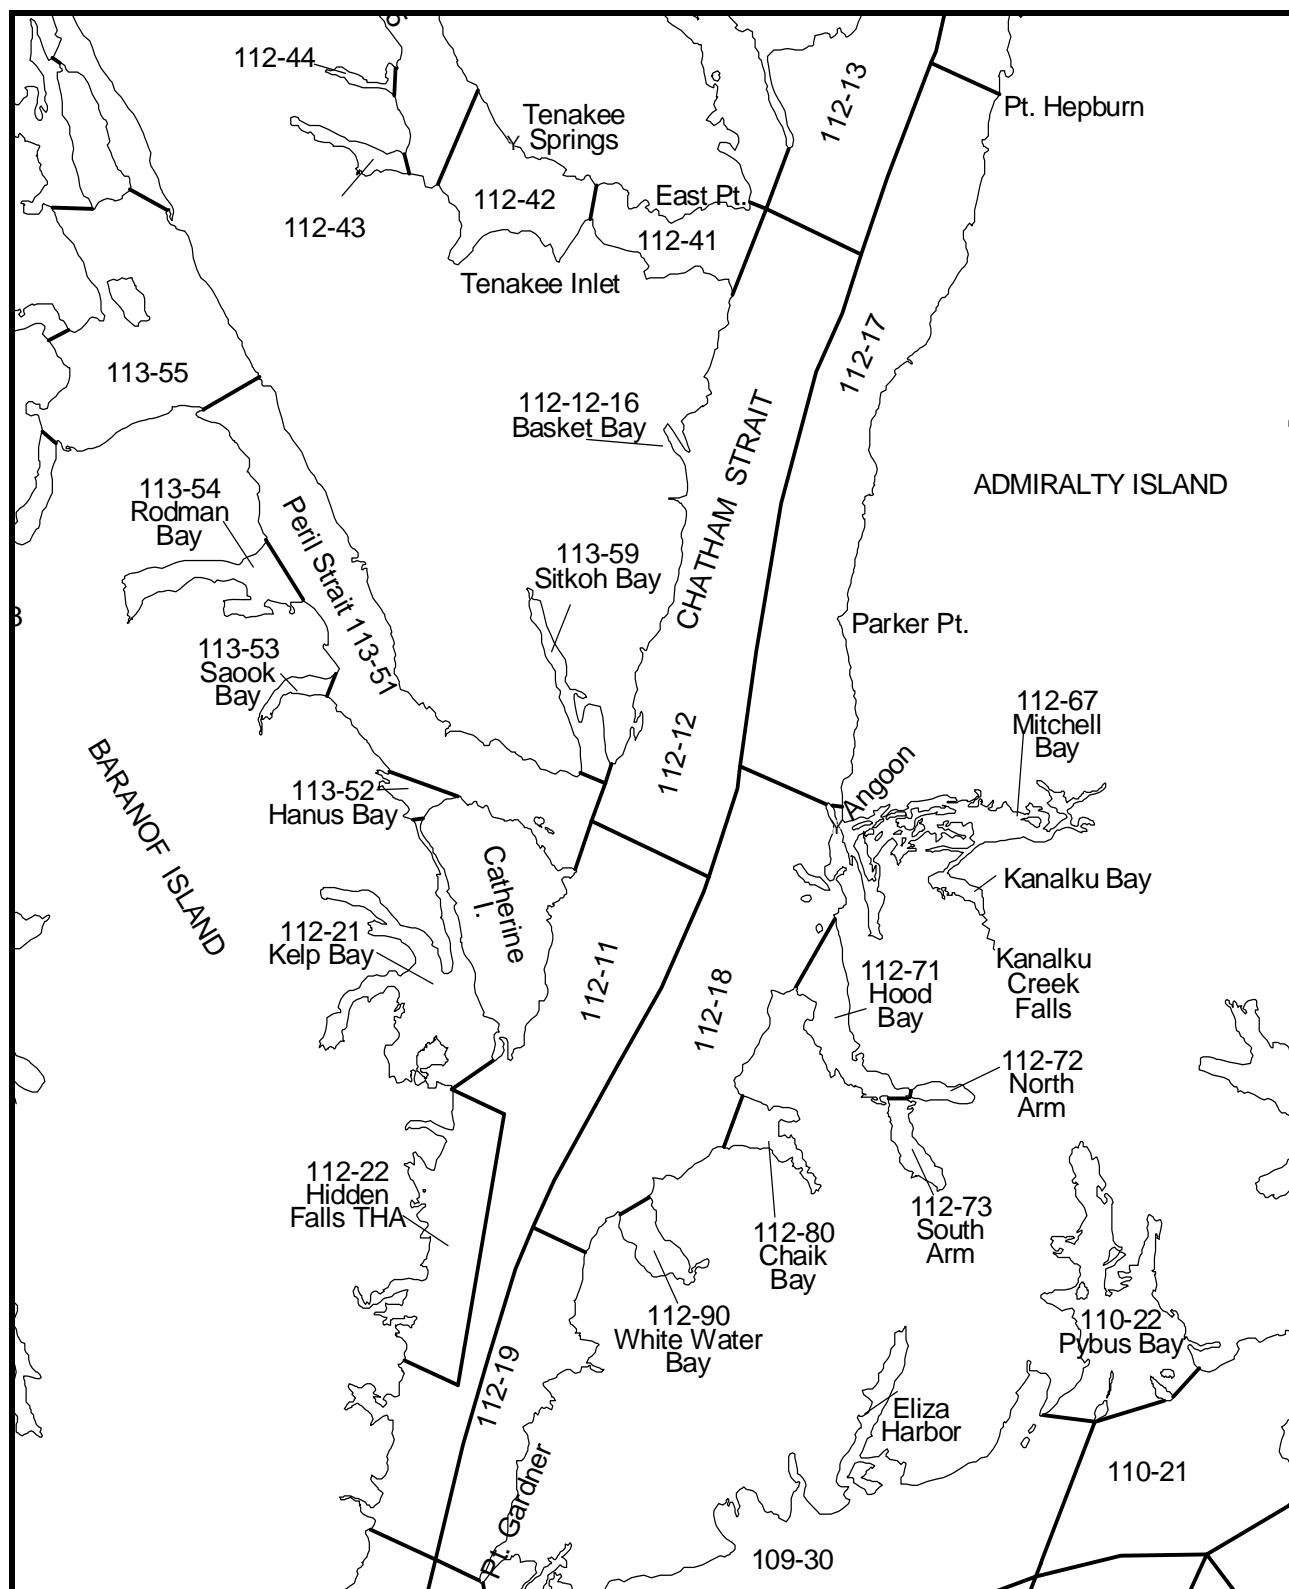 112-44
112-13
Pt. Hepburn
Tenakee
Springs
112-42
East Pt.
112-43
112-41
Tenakee Inlet
112-17
113-55
112-12-16
Basket Bay
CHATHAM STRAIT
ADMIRALTY ISLAND
113-54
Rodman
Bay
Peril Strait 113-51
113-59
Sitkoh Bay
Parker Pt.
113-53
Saook
Bay
112-67
Mitchell
Bay
112-12
BARANOF ISLAND
113-52
Hanus Bay
Angoon
Catherine
I.
Kanalku Bay
112-21
Kelp Bay
112-11
112-18
112-71
Hood
Bay
Kanalku
Creek
Falls
112-72
North
Arm
112-22
Hidden
Falls THA
112-80
Chaik
Bay
112-73
South
Arm
112-90
White Water
Bay
110-22
Pybus Bay
112-19
Eliza
Harbor
110-21
Pt. Gardner
109-30